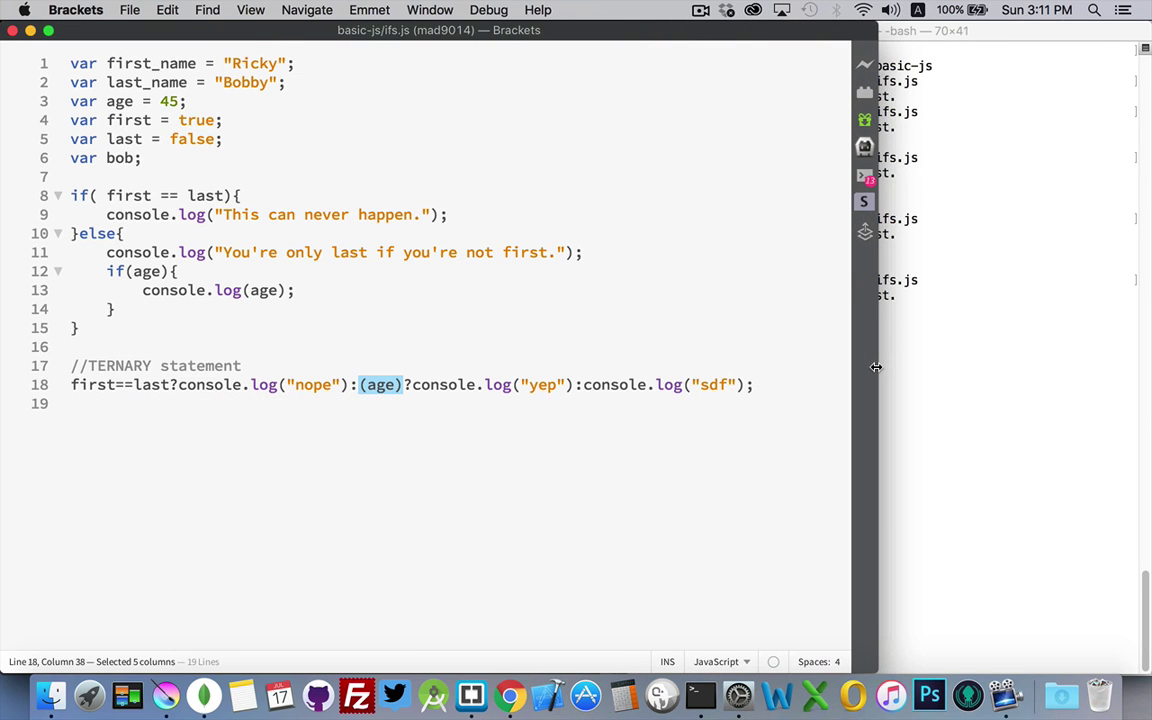 Brackets File Edit Find View Navigate Emmet Window Debug Help A 100% Sun 3:11 PM
basic-js/ifs.js (mad9014) — Brackets
-bash — 70×41
1 var first_name = "Ricky";
2 var last_name = "Bobby";
3 var age = 45;
4 var first = true;
5 var last = false;
6 var bob;
7
8 if( first == last){
9 console.log("This can never happen.");
10 }else{
11 console.log("You're only last if you're not first.");
12 if(age){
13 console.log(age);
14 }
15 }
16
17 //TERNARY statement
18 first==last?console.log("nope"):(age)?console.log("yep"):console.log("sdf");
19
]
basic-js
ifs.js ]
st.
ifs.js ]
st.
ifs.js ]
st.
ifs.js ]
st.
ifs.js ]
st.
13
S
Line 18, Column 38 — Selected 5 columns — 19 Lines
INS JavaScript Spaces: 4
JUL
17
Fz
W
X
O
Ps